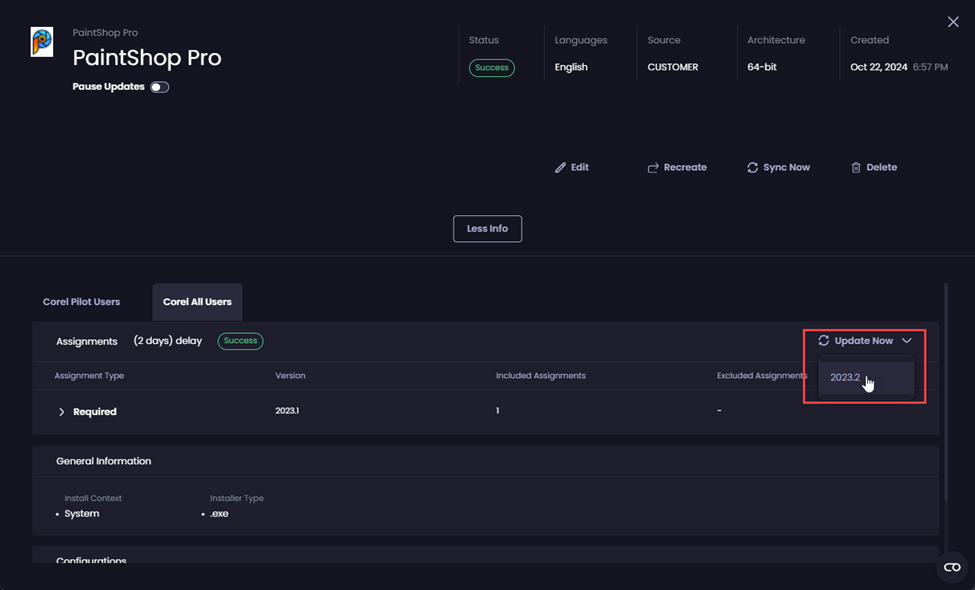 PaintShop Pro
PaintShop Pro
Pause Updates
Status
Success
Languages
English
Source
CUSTOMER
Architecture
64-bit
Created
Oct 22, 2024 6:57 PM
Edit
Recreate
Sync Now
Delete
Less Info
Corel Pilot Users
Corel All Users
Assignments (2 days) delay Success
Update Now
2023.2
Assignment Type Version Included Assignments Excluded Assignments
Required 2023.1 1 -
General Information
Install Context
• System
Installer Type
• .exe
Configurations